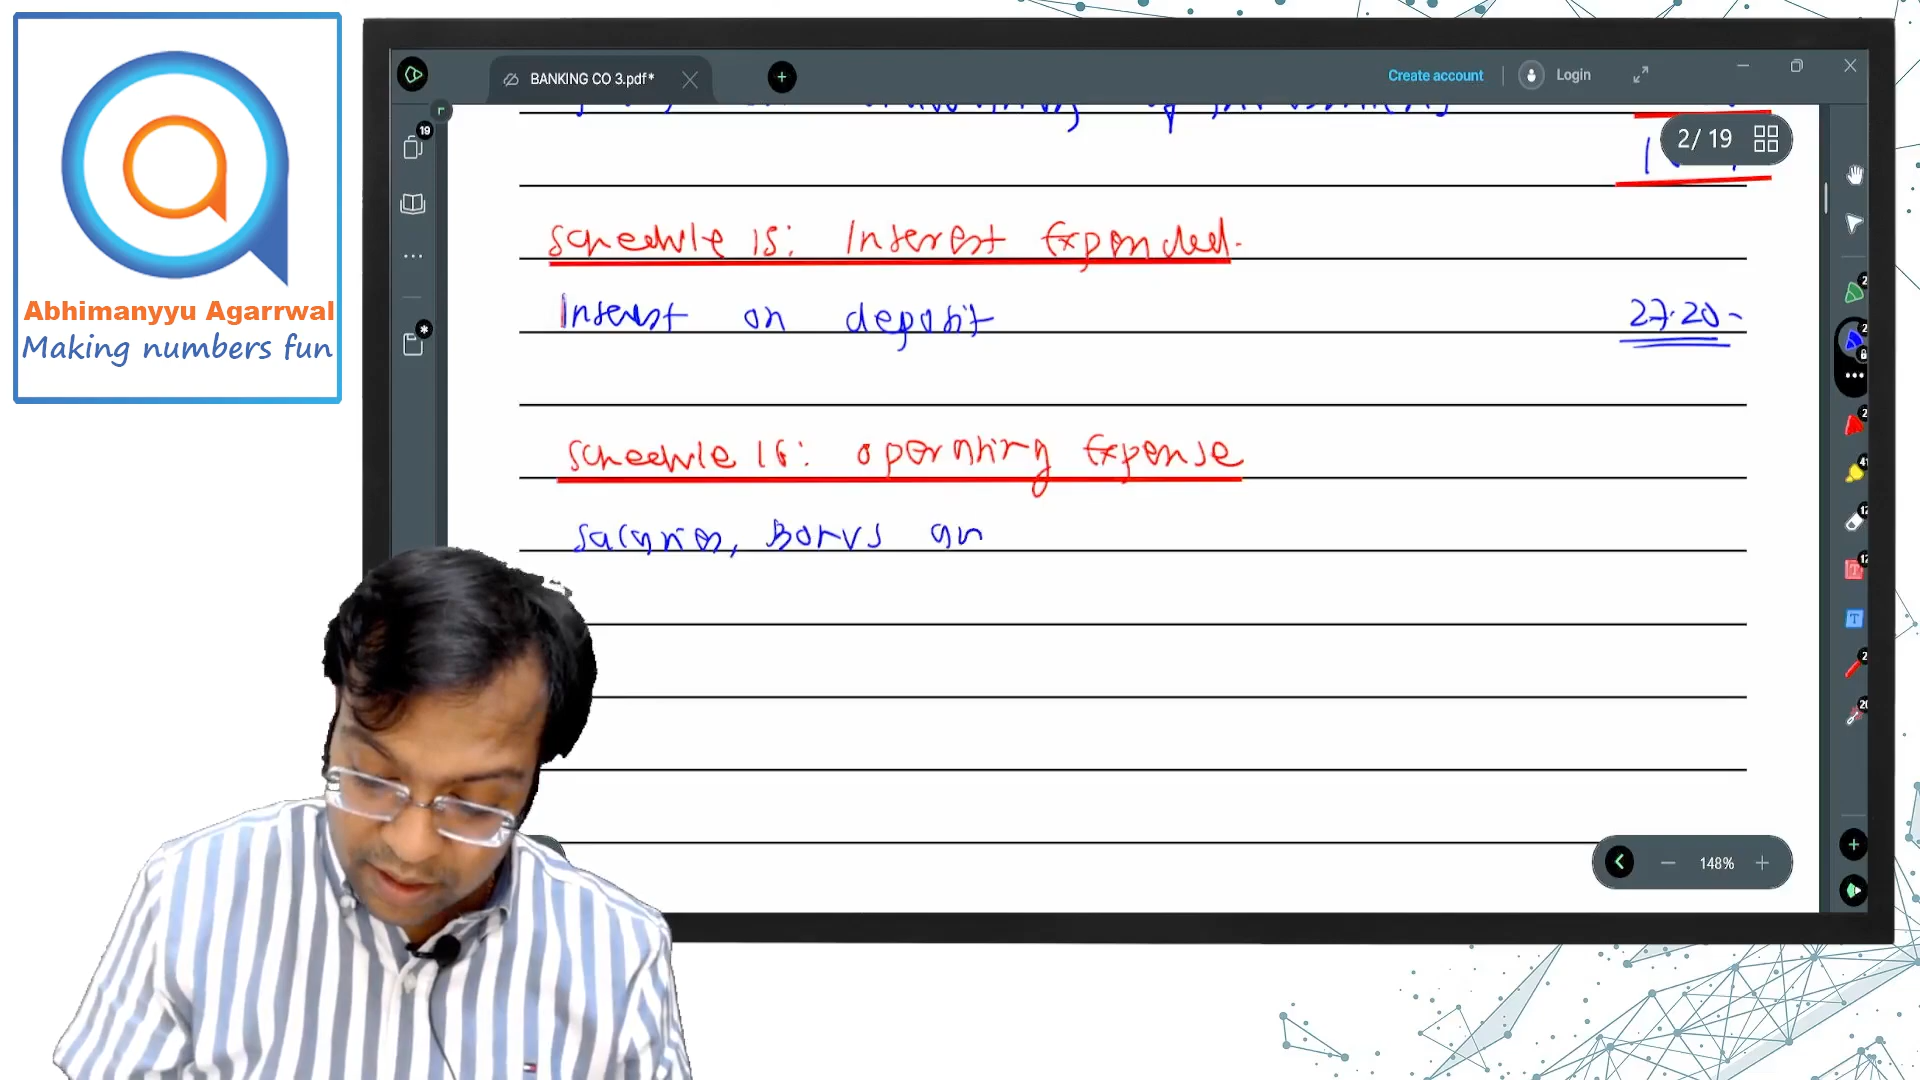 BANKING CO 3.pdf*
Create account
Login
2/ 19
19
Schedule 15: Interest Expended.
Interest on deposit 27.20
Schedule 16: Operating Expense
Salaries, Bonus an
Abhimanyyu Agarrwal
Making numbers fun
148%